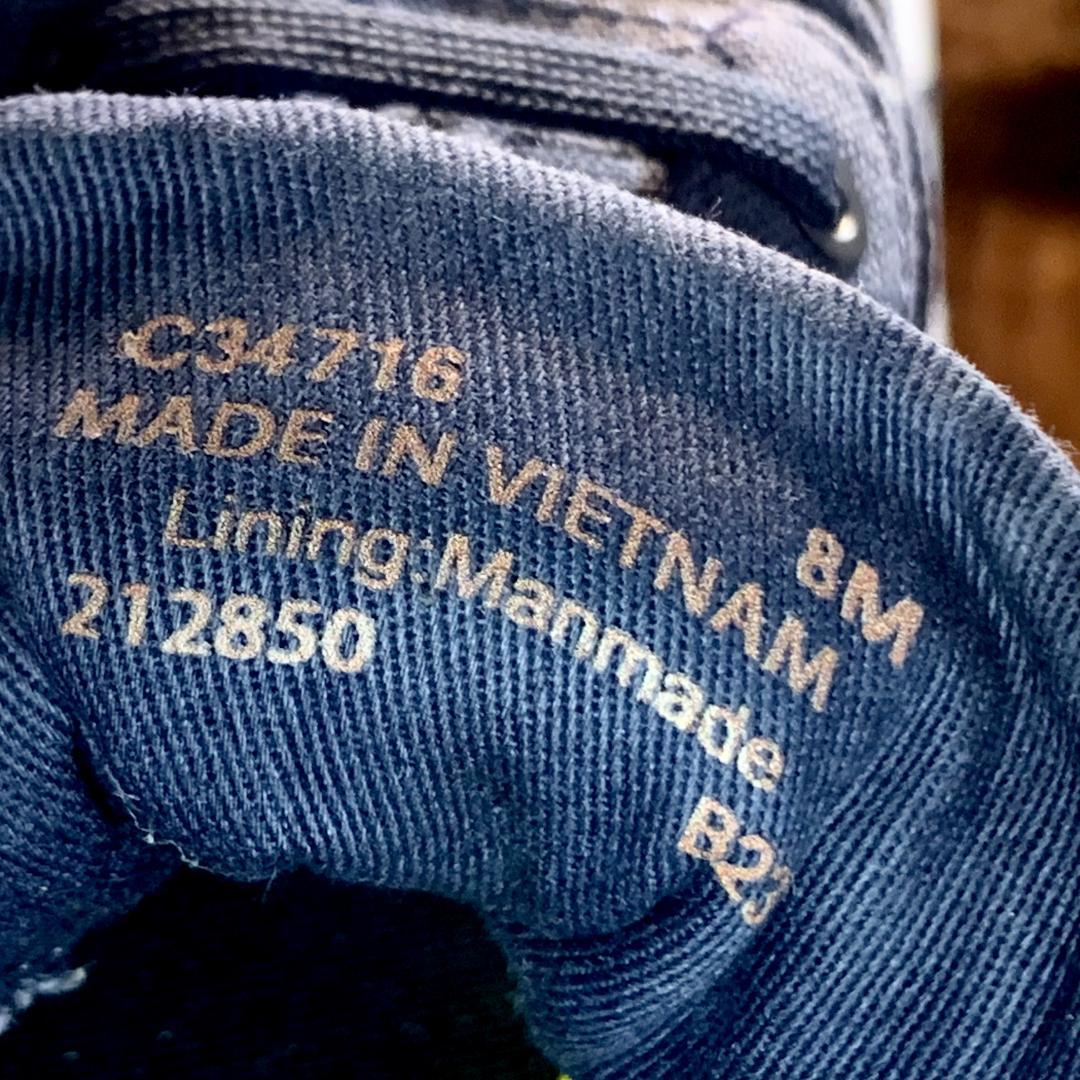 C34716 8M
MADE IN VIETNAM
Lining:Manmade
212850 B23